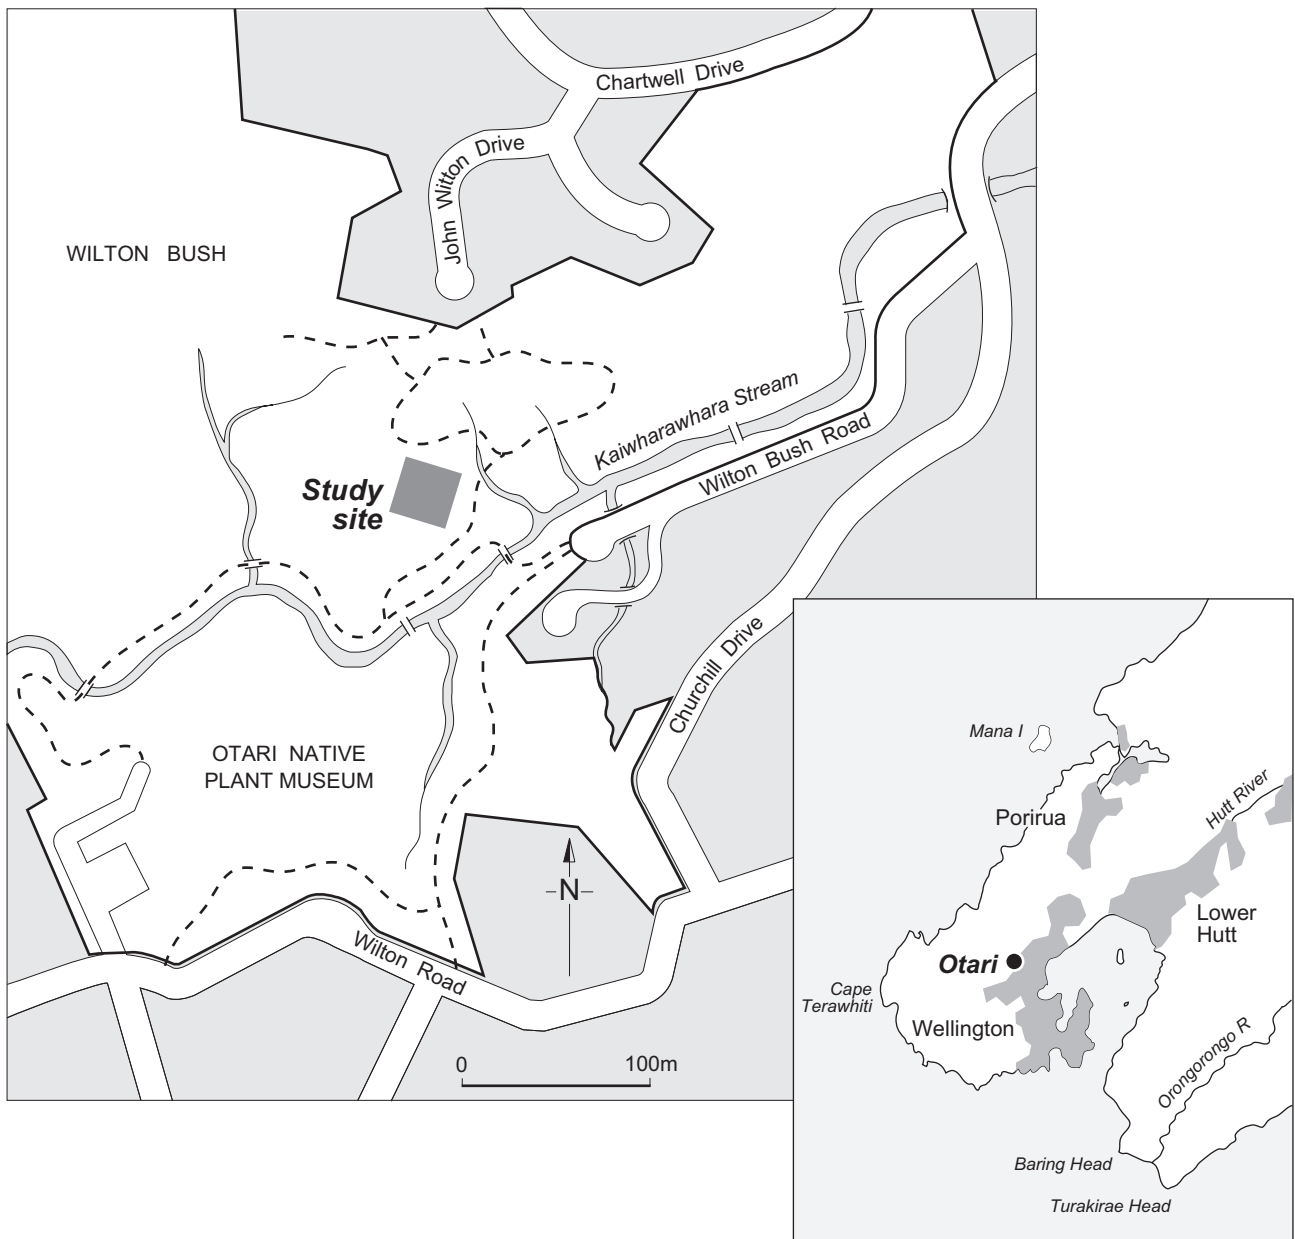 Chartwell Drive
John Witton Drive
WILTON BUSH
Kaiwharawhara Stream
Wilton Bush Road
Study
site
Churchill Drive
OTARI NATIVE
PLANT MUSEUM
N
Wilton Road
0 100m
Mana I
Porirua
Hutt River
Lower
Hutt
Otari
Cape
Terawhiti
Wellington
Orongorongo R
Baring Head
Turakirae Head